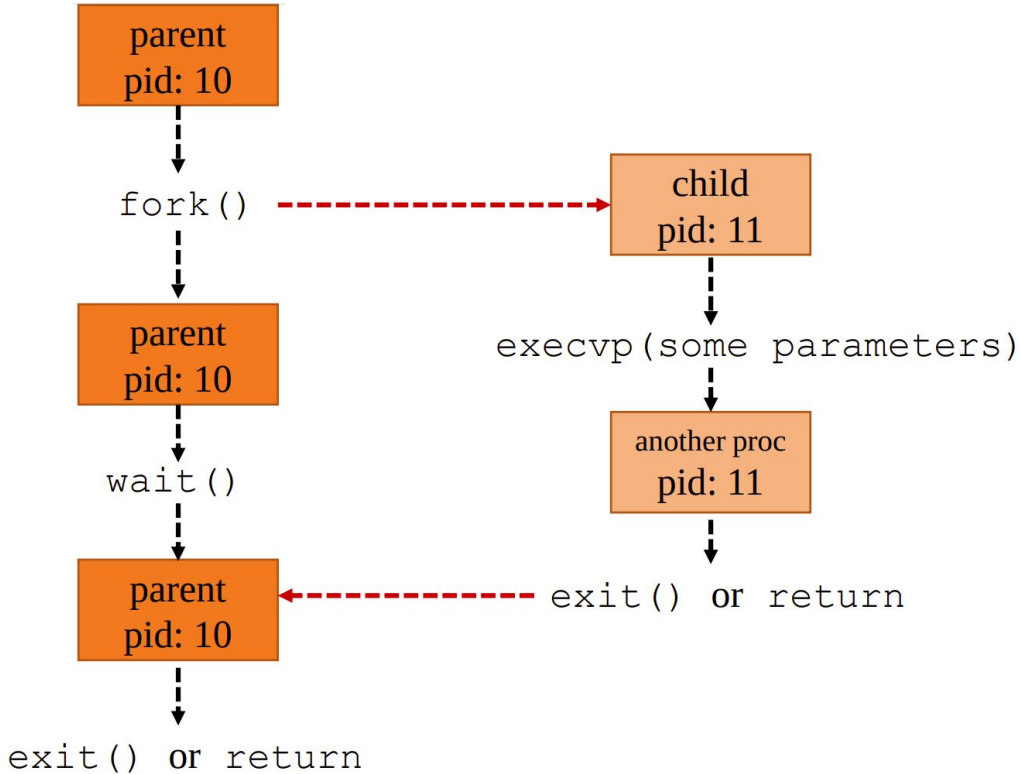 parent
pid: 10
fork()
child
pid: 11
parent
pid: 10
execvp(some parameters)
another proc
pid: 11
wait()
parent
pid: 10
exit() or return
exit() or return